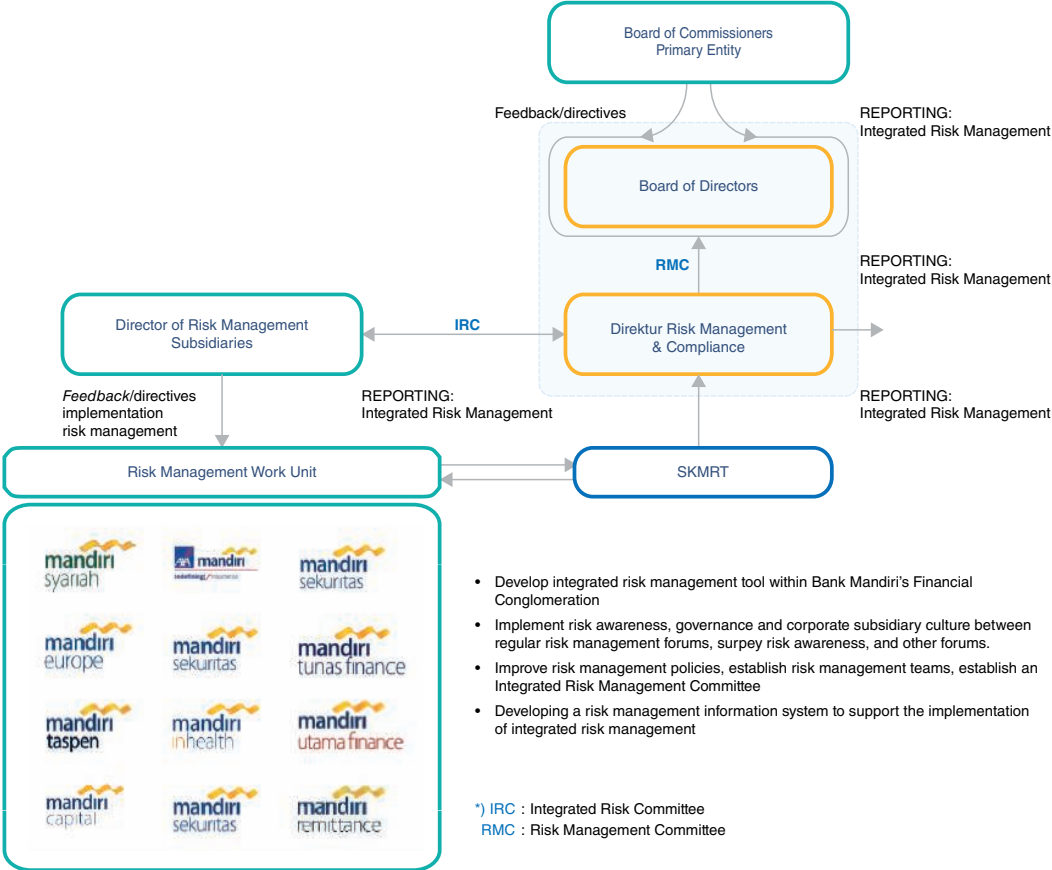 Board of Commissioners
Primary Entity
Feedback/directives
REPORTING:
Integrated Risk Management
Board of Directors
RMC
REPORTING:
Integrated Risk Management
Director of Risk Management
Subsidiaries
IRC
Direktur Risk Management
& Compliance
Feedback/directives
implementation
risk management
REPORTING:
Integrated Risk Management
REPORTING:
Integrated Risk Management
Risk Management Work Unit
SKMRT
mandiri
syariah
AXA mandiri
redefining / insurance
mandiri
sekuritas
mandiri
europe
mandiri
sekuritas
mandiri
tunas finance
mandiri
taspen
mandiri
inhealth
mandiri
utama finance
mandiri
capital
mandiri
sekuritas
mandiri
remittance
• Develop integrated risk management tool within Bank Mandiri's Financial
Conglomeration
• Implement risk awareness, governance and corporate subsidiary culture between
regular risk management forums, surpey risk awareness, and other forums.
• Improve risk management policies, establish risk management teams, establish an
Integrated Risk Management Committee
• Developing a risk management information system to support the implementation
of integrated risk management
*) IRC : Integrated Risk Committee
RMC : Risk Management Committee